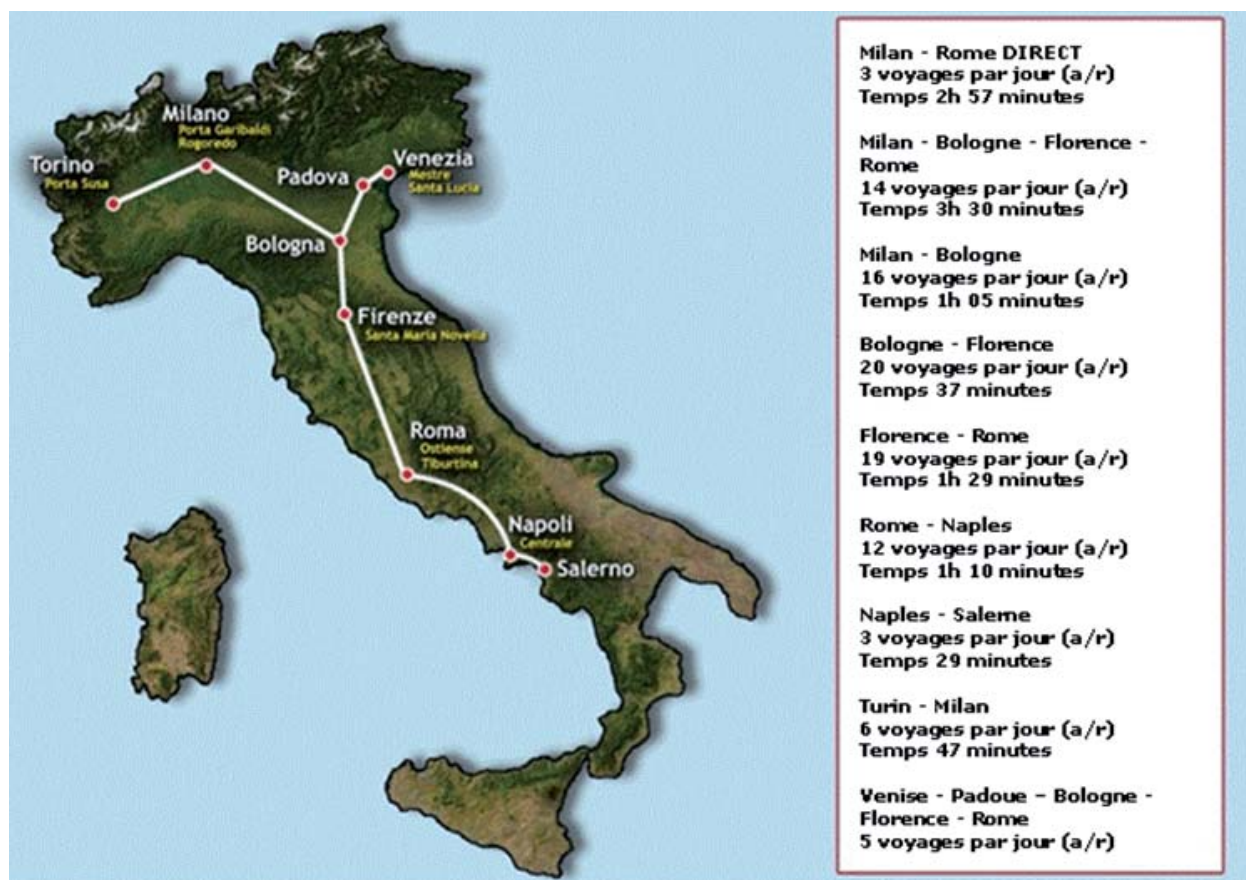 Milano
Porta Garibaldi
Rogoredo
Torino
Porta Susa
Padova
Venezia
Mestre
Santa Lucia
Bologna
Firenze
Santa Maria Novella
Roma
Ostiense
Tiburtina
Napoli
Centrale
Salerno
Milan - Rome DIRECT
3 voyages par jour (a/r)
Temps 2h 57 minutes
Milan - Bologne - Florence -
Rome
14 voyages par jour (a/r)
Temps 3h 30 minutes
Milan - Bologne
16 voyages par jour (a/r)
Temps 1h 05 minutes
Bologne - Florence
20 voyages par jour (a/r)
Temps 37 minutes
Florence - Rome
19 voyages par jour (a/r)
Temps 1h 29 minutes
Rome - Naples
12 voyages par jour (a/r)
Temps 1h 10 minutes
Naples - Salerne
3 voyages par jour (a/r)
Temps 29 minutes
Turin - Milan
6 voyages par jour (a/r)
Temps 47 minutes
Venise - Padoue – Bologne -
Florence - Rome
5 voyages par jour (a/r)